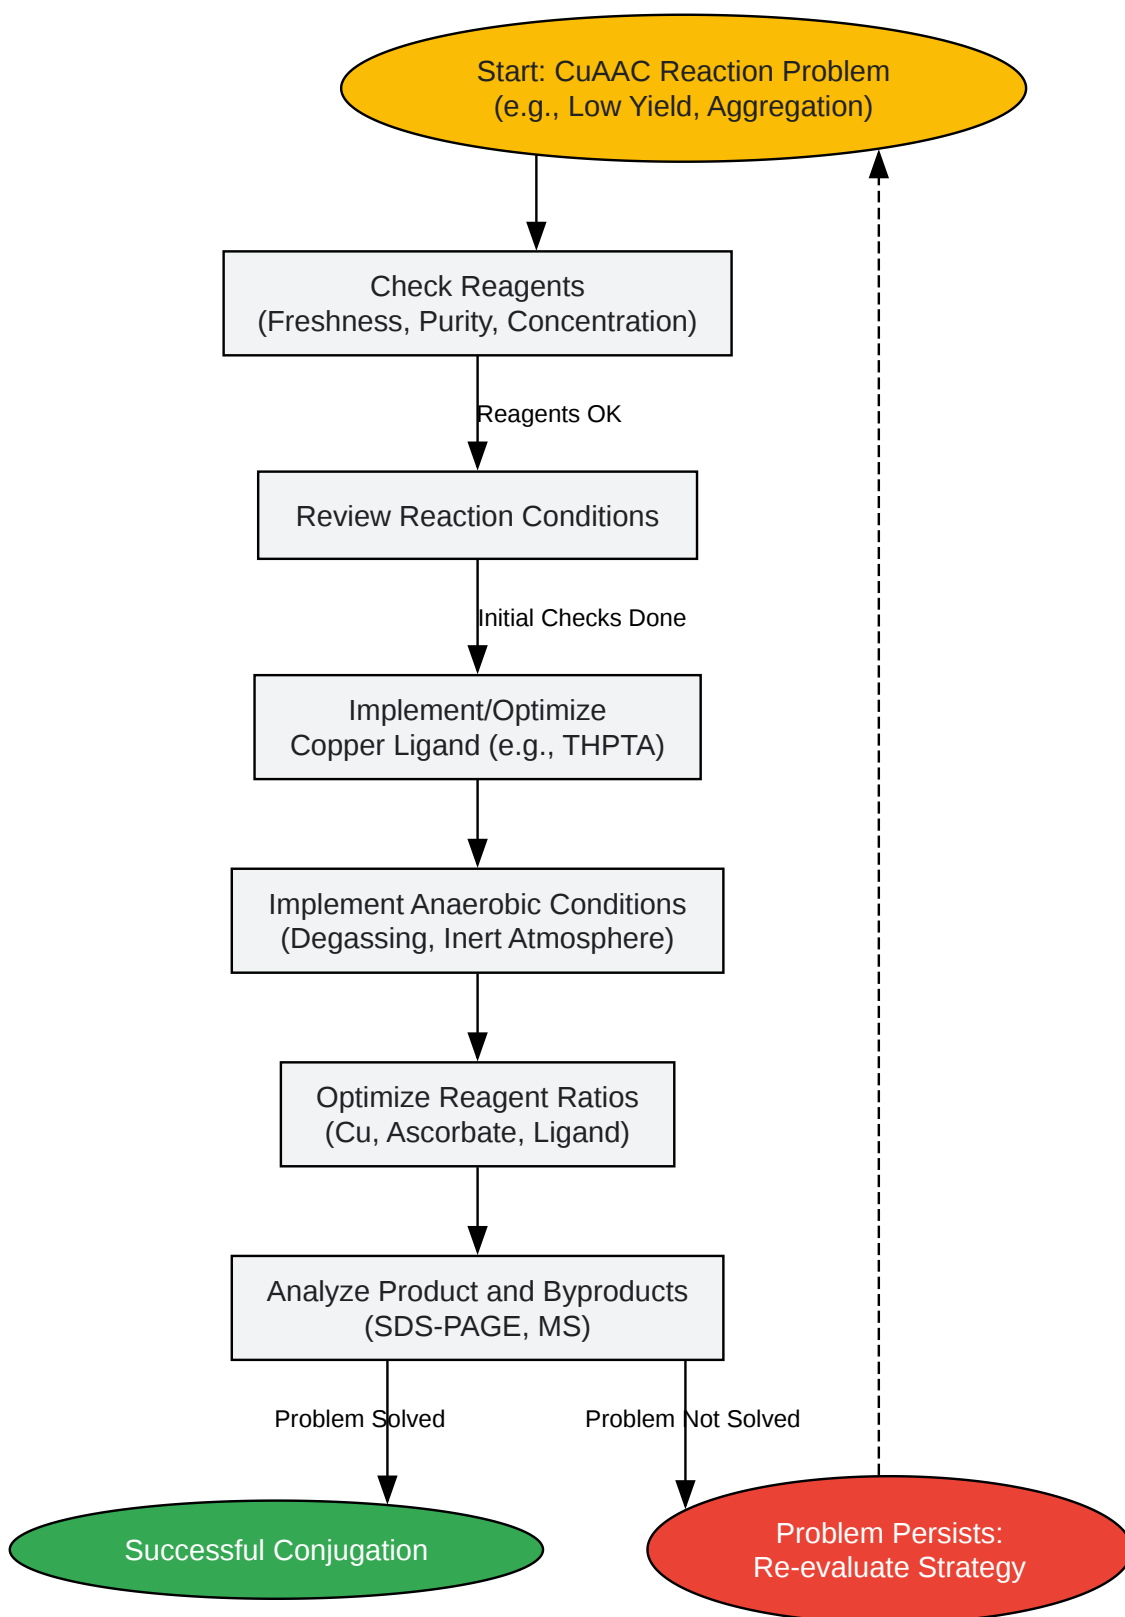 Start: CuAAC Reaction Problem
(e.g., Low Yield, Aggregation)
Check Reagents
(Freshness, Purity, Concentration)
Reagents OK
Review Reaction Conditions
Initial Checks Done
Implement/Optimize
Copper Ligand (e.g., THPTA)
Implement Anaerobic Conditions
(Degassing, Inert Atmosphere)
Optimize Reagent Ratios
(Cu, Ascorbate, Ligand)
Analyze Product and Byproducts
(SDS-PAGE, MS)
Problem Solved
Problem Not Solved
Successful Conjugation
Problem Persists:
Re-evaluate Strategy